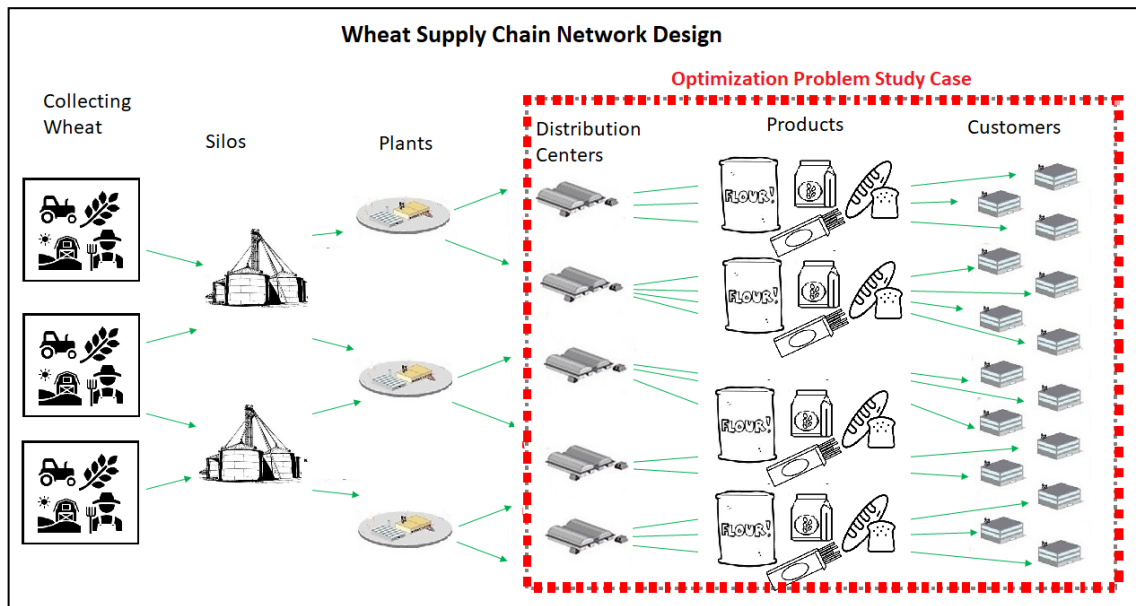 Wheat Supply Chain Network Design
Optimization Problem Study Case
Collecting
Wheat
Silos
Plants
Distribution
Centers
Products
Customers
FLOUR!
FLOUR!
FLOUR!
FLOUR!